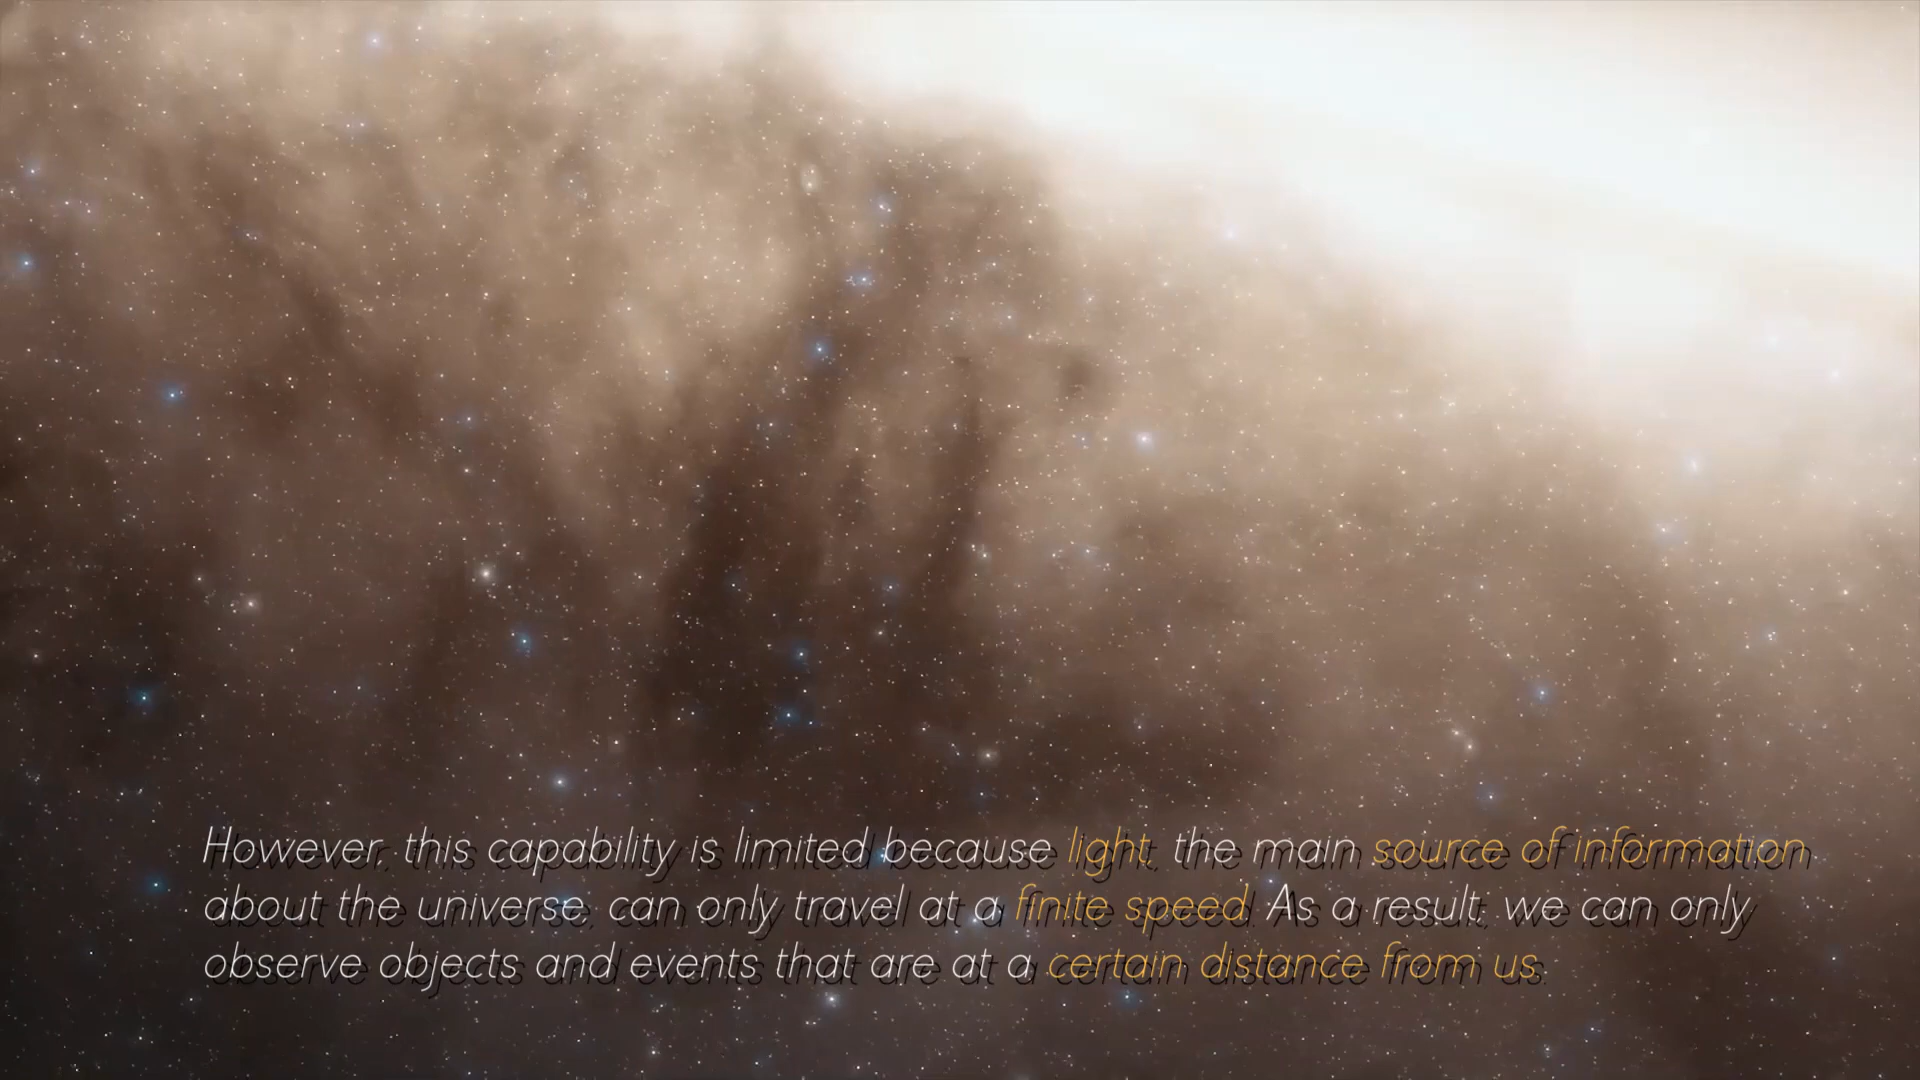 However, this capability is limited because light, the main source of information
about the universe, can only travel at a finite speed. As a result, we can only
observe objects and events that are at a certain distance from us.